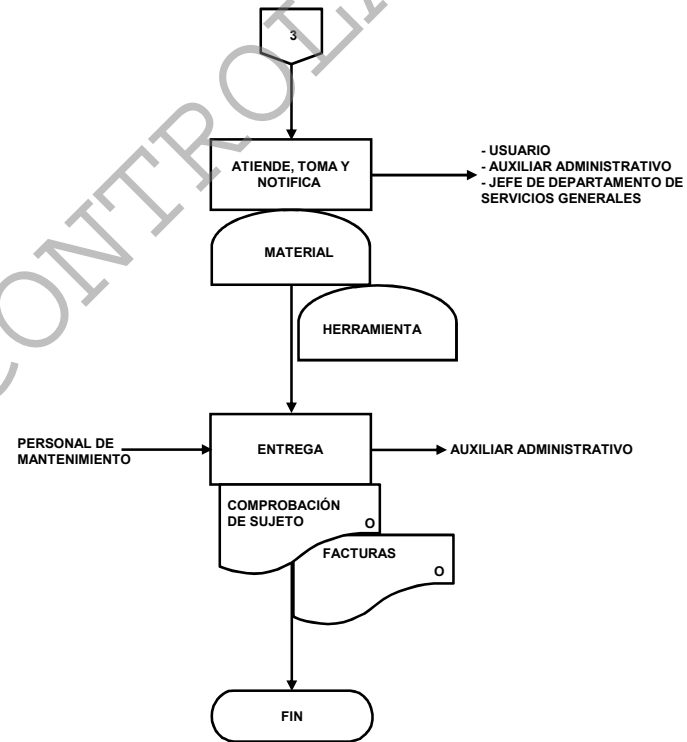 3
ATIENDE, TOMA Y
NOTIFICA
- USUARIO
- AUXILIAR ADMINISTRATIVO
- JEFE DE DEPARTAMENTO DE
SERVICIOS GENERALES
MATERIAL
HERRAMIENTA
PERSONAL DE
MANTENIMIENTO
ENTREGA
AUXILIAR ADMINISTRATIVO
COMPROBACIÓN
DE SUJETO
O
FACTURAS
O
FIN
CONTROL